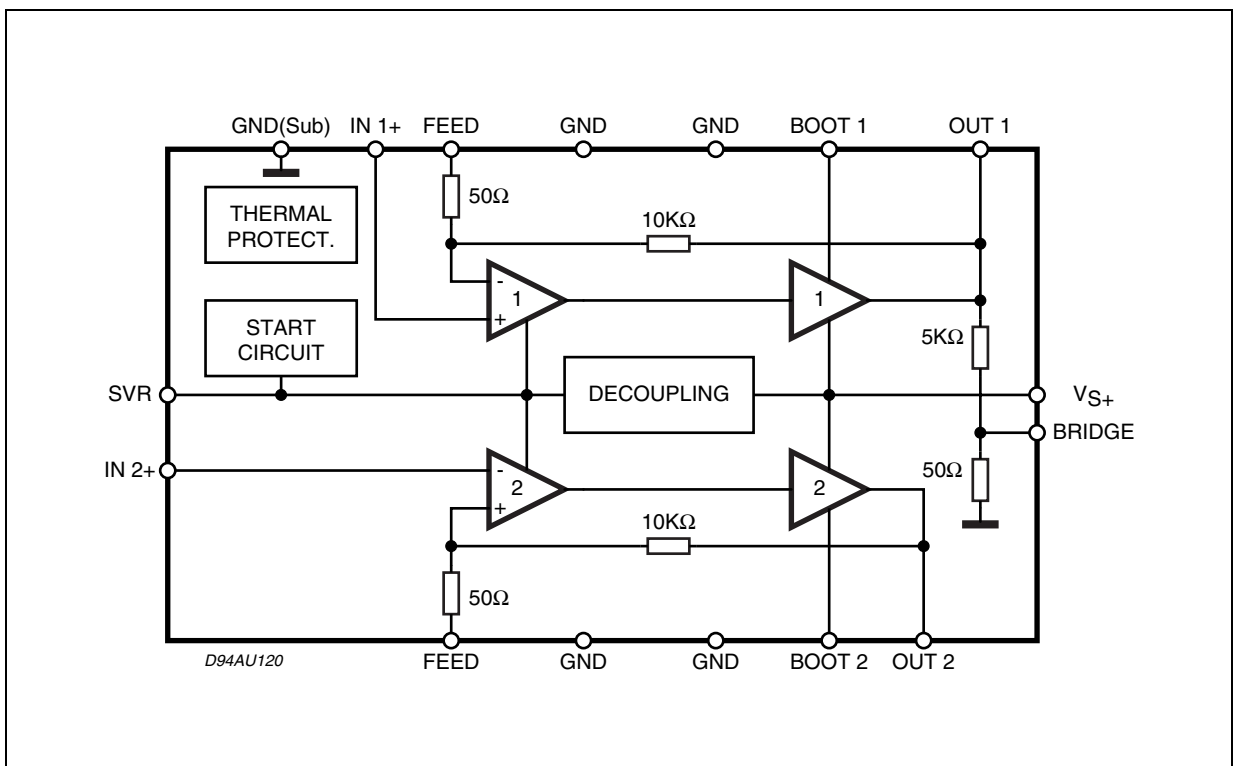 GND(Sub) IN 1+ FEED GND GND BOOT 1 OUT 1
50Ω
10KΩ
THERMAL
PROTECT.
-
1
+
1
START
CIRCUIT
5KΩ
SVR
DECOUPLING
VS+
BRIDGE
IN 2+
-
2
+
2
50Ω
10KΩ
50Ω
D94AU120
FEED GND GND BOOT 2 OUT 2